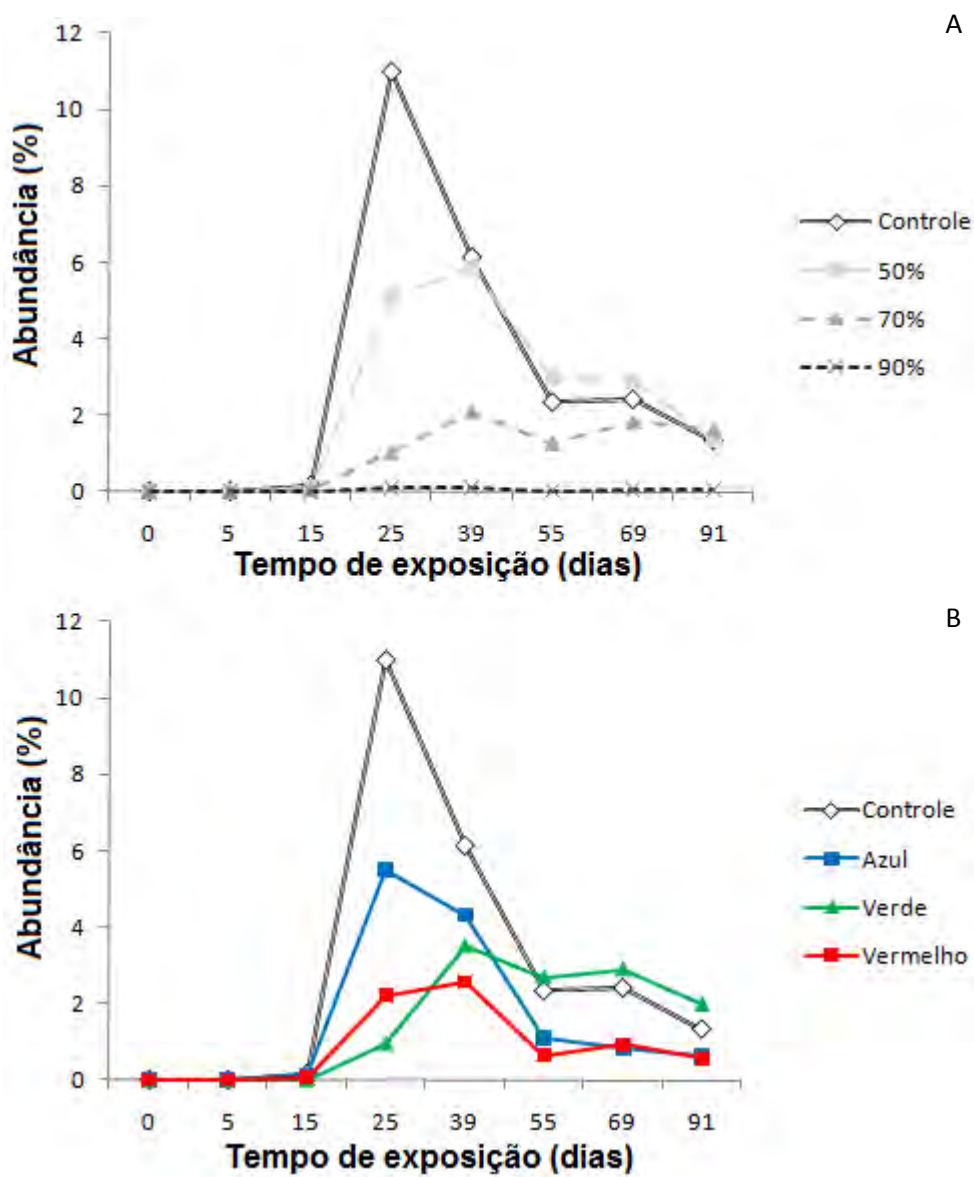 A
12
10
8
6
4
2
0
Abundância (%)
0 5 15 25 39 55 69 91
Tempo de exposição (dias)
Controle
50%
70%
90%
B
12
10
8
6
4
2
0
Abundância (%)
0 5 15 25 39 55 69 91
Tempo de exposição (dias)
Controle
Azul
Verde
Vermelho